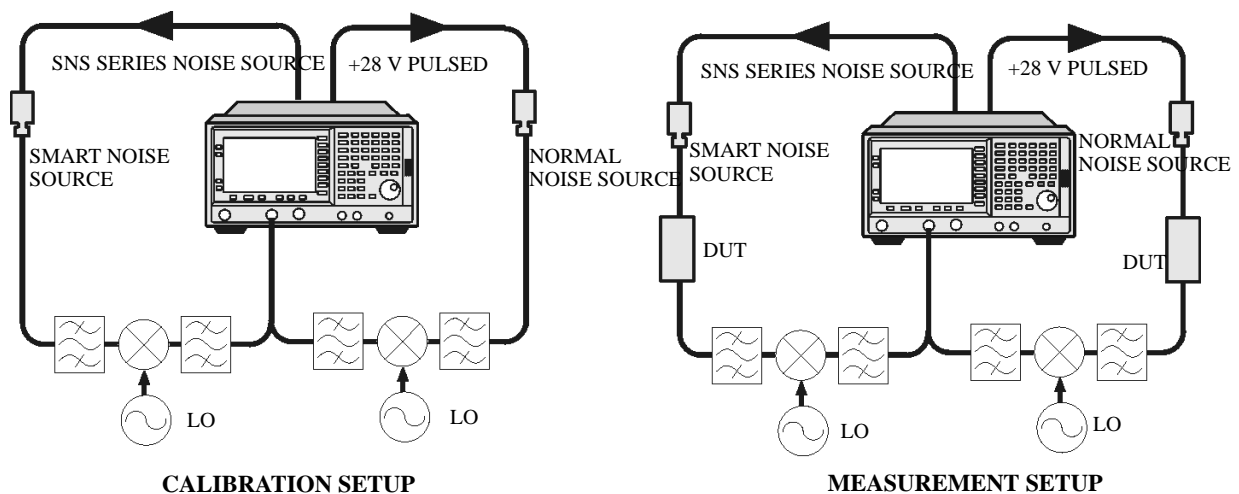 SNS SERIES NOISE SOURCE
+28 V PULSED
SMART NOISE
SOURCE
NORMAL
NOISE SOURCE
LO
LO
CALIBRATION SETUP
SNS SERIES NOISE SOURCE
+28 V PULSED
SMART NOISE
SOURCE
NORMAL
NOISE SOURCE
DUT
DUT
LO
LO
MEASUREMENT SETUP